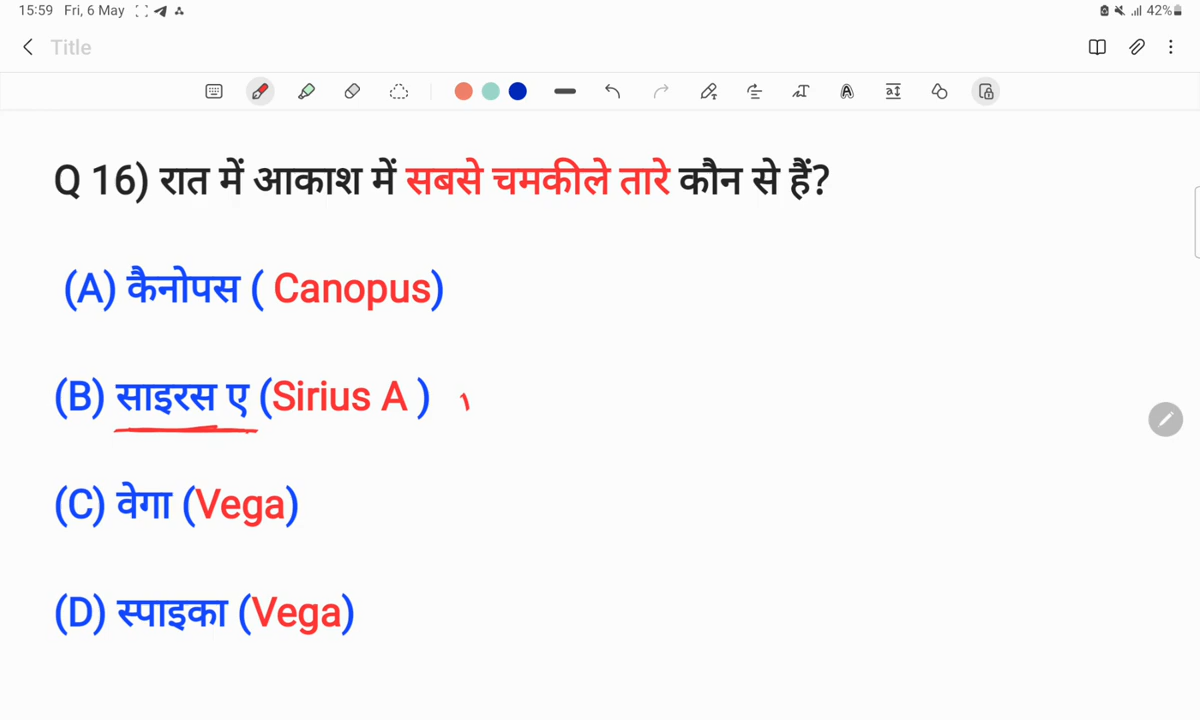 15:59 Fri, 6 May 42%
Title
Q 16) रात में आकाश में सबसे चमकीले तारे कौन से हैं?
(A) कैनोपस ( Canopus)
(B) साइरस ए (Sirius A )
(C) वेगा (Vega)
(D) स्पाइका (Vega)